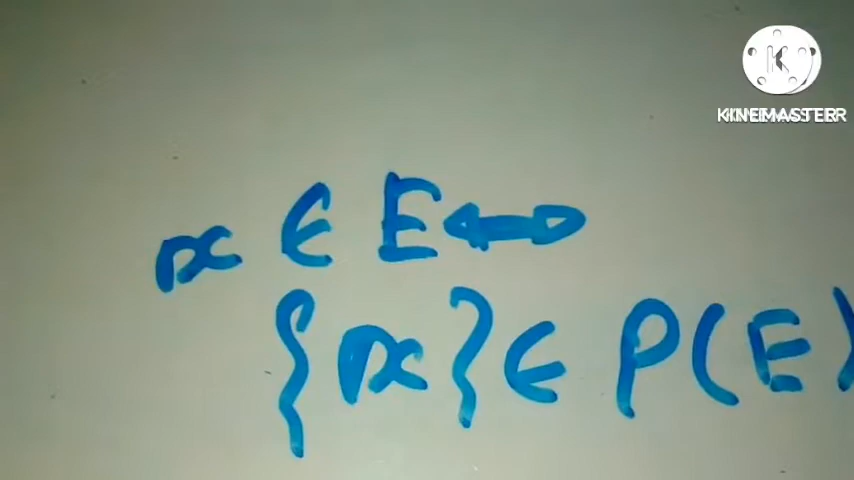 K
KINEMASTER
x ∈ E ⟺
{x} ∈ P(E)